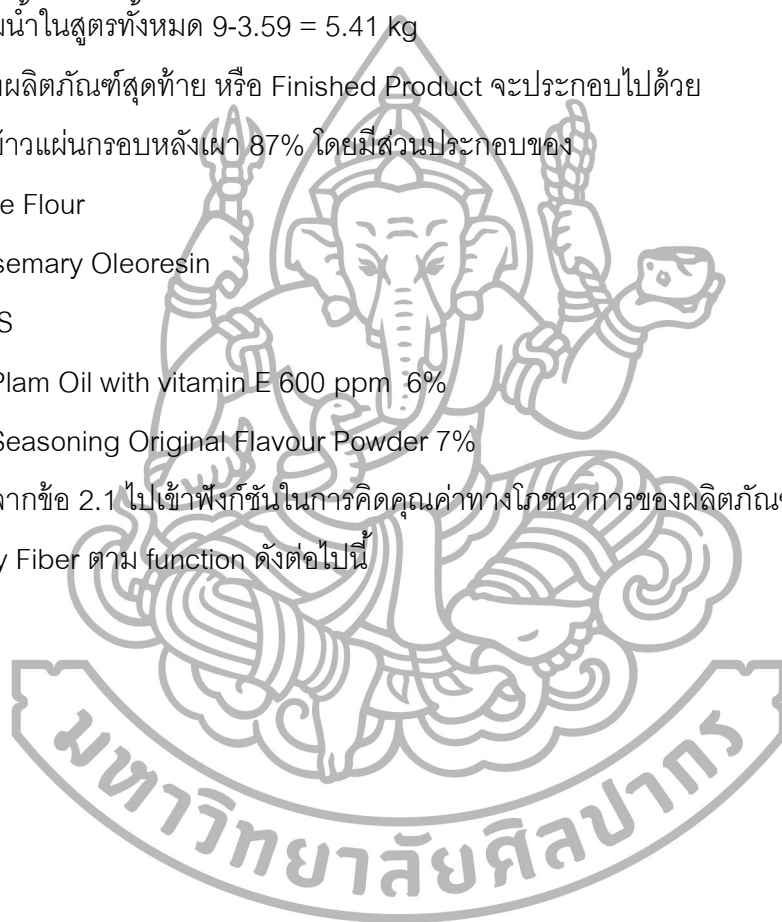 น้ำในสูตรทั้งหมด 9-3.59 = 5.41 kg
ผลิตภัณฑ์สุดท้าย หรือ Finished Product จะประกอบไปด้วย
ข้าวแผ่นกรอบหลังเผา 87% โดยมีส่วนประกอบของ
e Flour
semary Oleoresin
S
Plam Oil with vitamin E 600 ppm 6%
Seasoning Original Flavour Powder 7%
จากข้อ 2.1 ไปเข้าฟังก์ชันในการคิดคุณค่าทางโภชนาการของผลิตภัณฑ
y Fiber ตาม function ดังต่อไปนี้
มหาวิทยาลัยศิลปากร